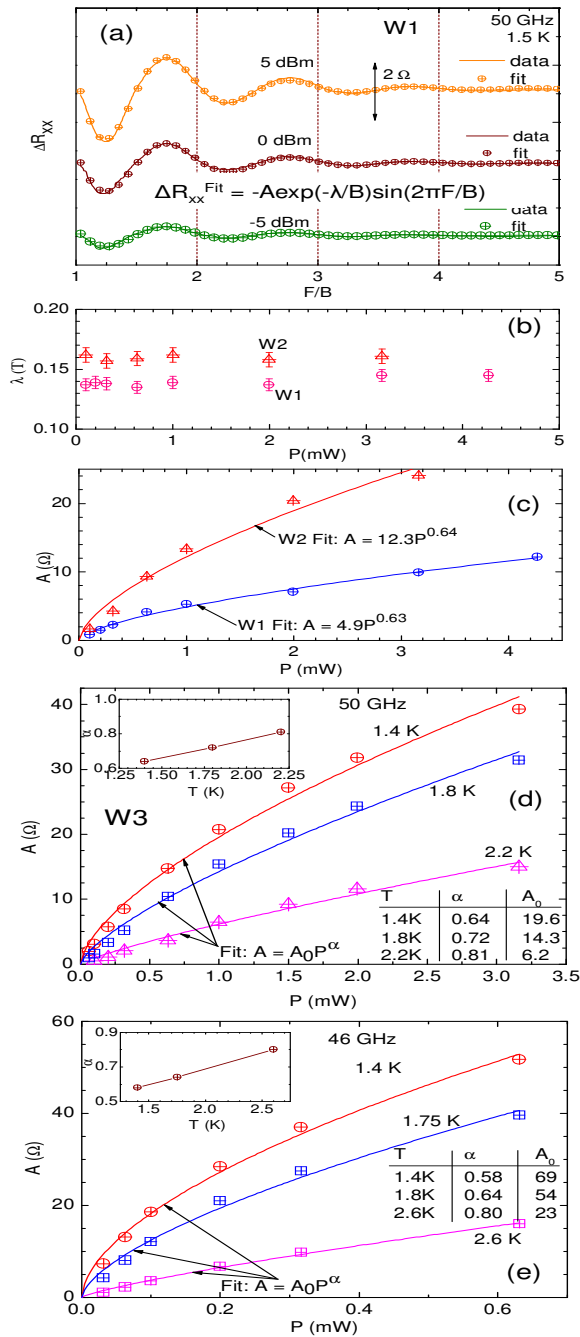 (a)
W1
50 GHz
1.5 K
5 dBm
data
fit
2 Ω
0 dBm
data
fit
ΔR_xx^Fit = -Aexp(-λ/B)sin(2πF/B)
-5 dBm
data
fit
ΔR_xx
1 2 3 4 5
F/B
(b)
0.20
0.15
0.10
λ (T)
W2
W1
0 1 2 3 4 5
P(mW)
(c)
20
10
0
A (Ω)
W2 Fit: A = 12.3P^0.64
W1 Fit: A = 4.9P^0.63
0 1 2 3 4
P (mW)
50 GHz
1.0
0.8
0.6
α
1.25 1.50 1.75 2.00 2.25
T (K)
1.4 K
W3
1.8 K
(d)
2.2 K
40
30
20
10
0
A (Ω)
T α A_0
1.4K 0.64 19.6
1.8K 0.72 14.3
2.2K 0.81 6.2
Fit: A = A_0P^α
0.0 0.5 1.0 1.5 2.0 2.5 3.0 3.5
P (mW)
46 GHz
0.9
0.7
0.5
α
1.5 2.0 2.5
T (K)
1.4 K
1.75 K
60
40
20
0
A (Ω)
T α A_0
1.4K 0.58 69
1.8K 0.64 54
2.6K 0.80 23
2.6 K
Fit: A = A_0P^α
(e)
0.0 0.2 0.4 0.6
P (mW)